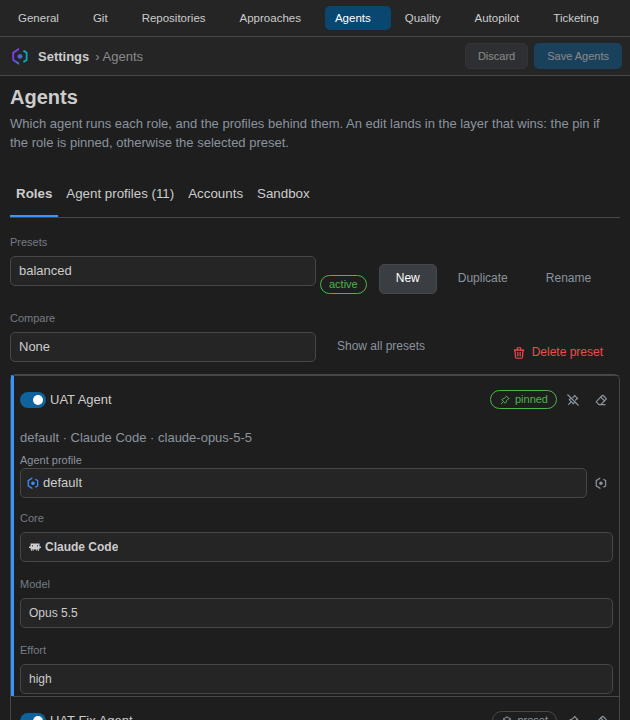 General Git Repositories Approaches Agents Quality Autopilot Ticketing
Settings › Agents Discard Save Agents
Agents
Which agent runs each role, and the profiles behind them. An edit lands in the layer that wins: the pin if
the role is pinned, otherwise the selected preset.
Roles Agent profiles (11) Accounts Sandbox
Presets
balanced active New Duplicate Rename
Compare
None Show all presets Delete preset
UAT Agent pinned
default · Claude Code · claude-opus-5-5
Agent profile
default
Core
Claude Code
Model
Opus 5.5
Effort
high
UAT Fix Agent preset